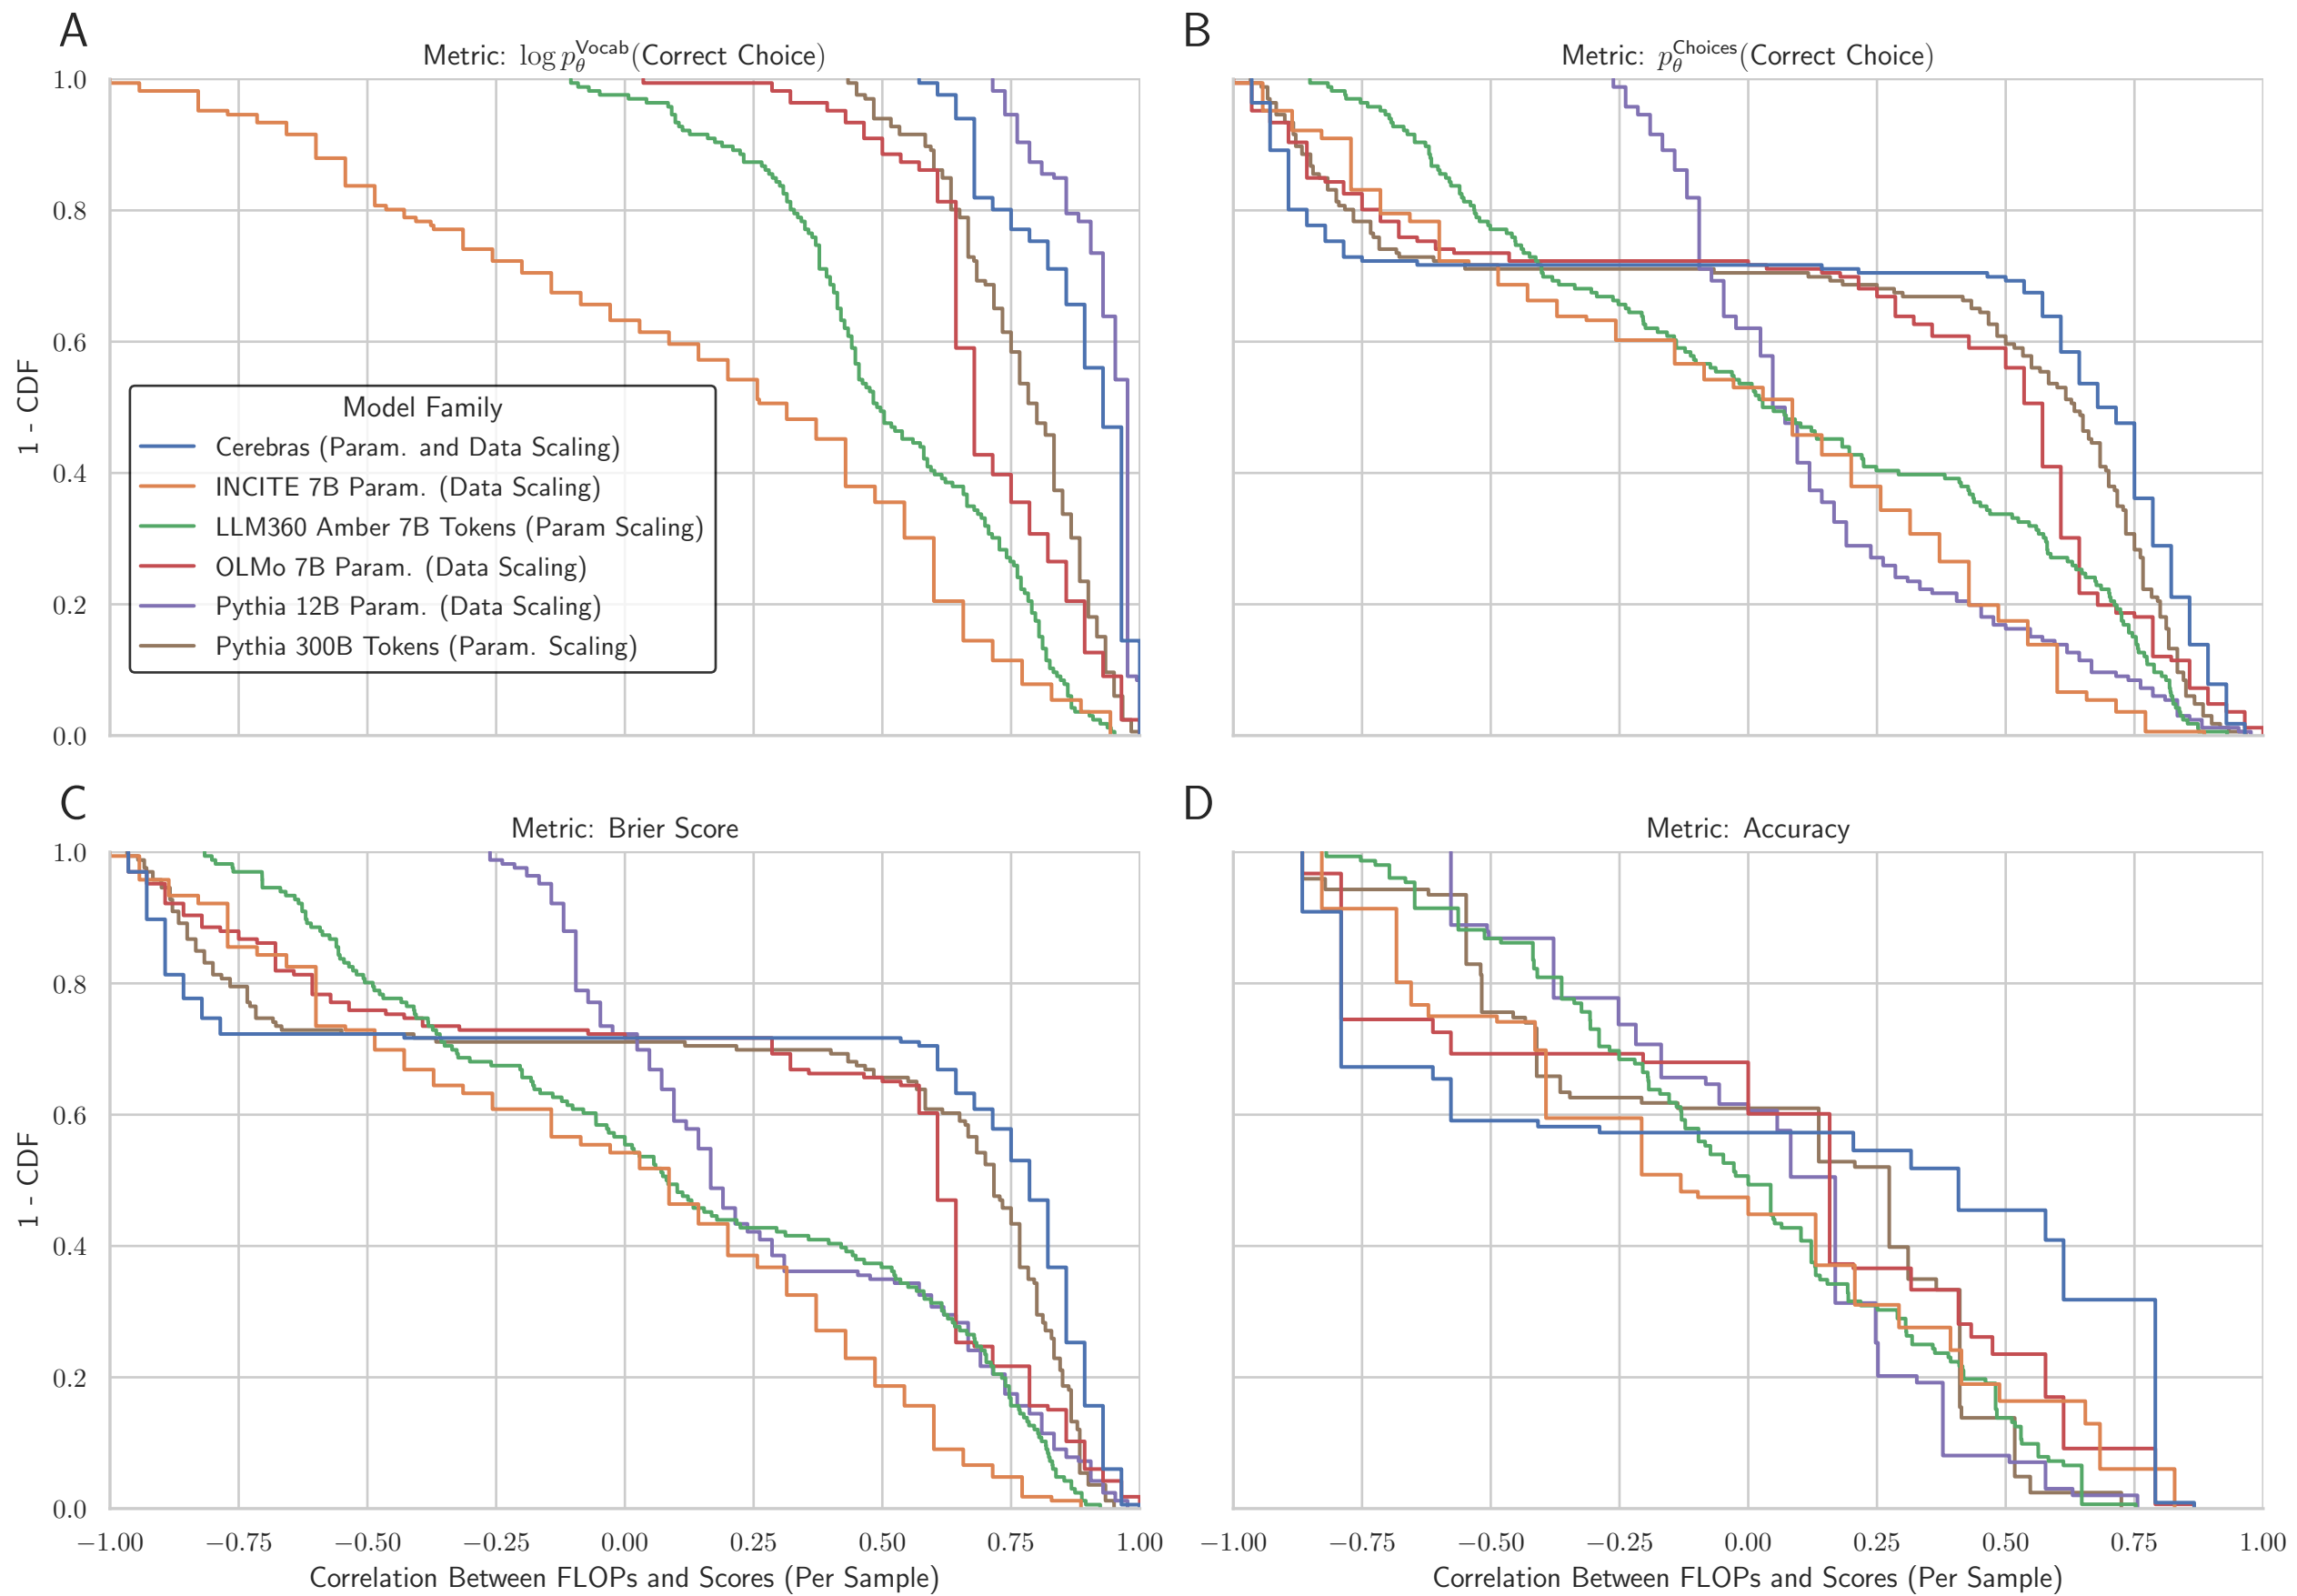 A
Metric: log p_θ^Vocab(Correct Choice)
B
Metric: p_θ^Choices(Correct Choice)
1.0
0.8
0.6
0.4
0.2
0.0
1 - CDF
Model Family
Cerebras (Param. and Data Scaling)
INCITE 7B Param. (Data Scaling)
LLM360 Amber 7B Tokens (Param Scaling)
OLMo 7B Param. (Data Scaling)
Pythia 12B Param. (Data Scaling)
Pythia 300B Tokens (Param. Scaling)
C
Metric: Brier Score
D
Metric: Accuracy
1.0
0.8
0.6
0.4
0.2
0.0
1 - CDF
−1.00 −0.75 −0.50 −0.25 0.00 0.25 0.50 0.75 1.00
Correlation Between FLOPs and Scores (Per Sample)
−1.00 −0.75 −0.50 −0.25 0.00 0.25 0.50 0.75 1.00
Correlation Between FLOPs and Scores (Per Sample)